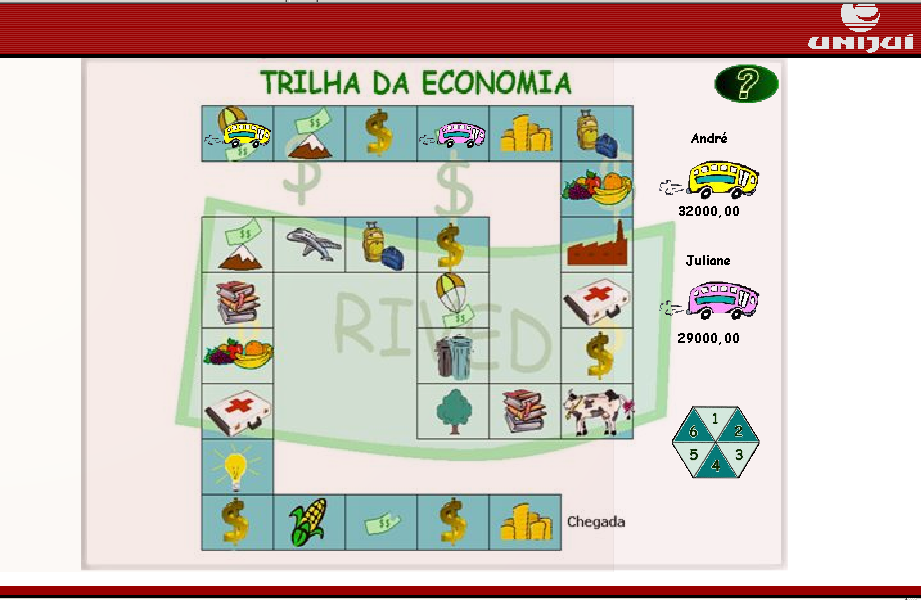 UNIJUÍ
TRILHA DA ECONOMIA
?
André
32000,00
Juliane
29000,00
RIVED
1
6 2
5 3
4
Chegada